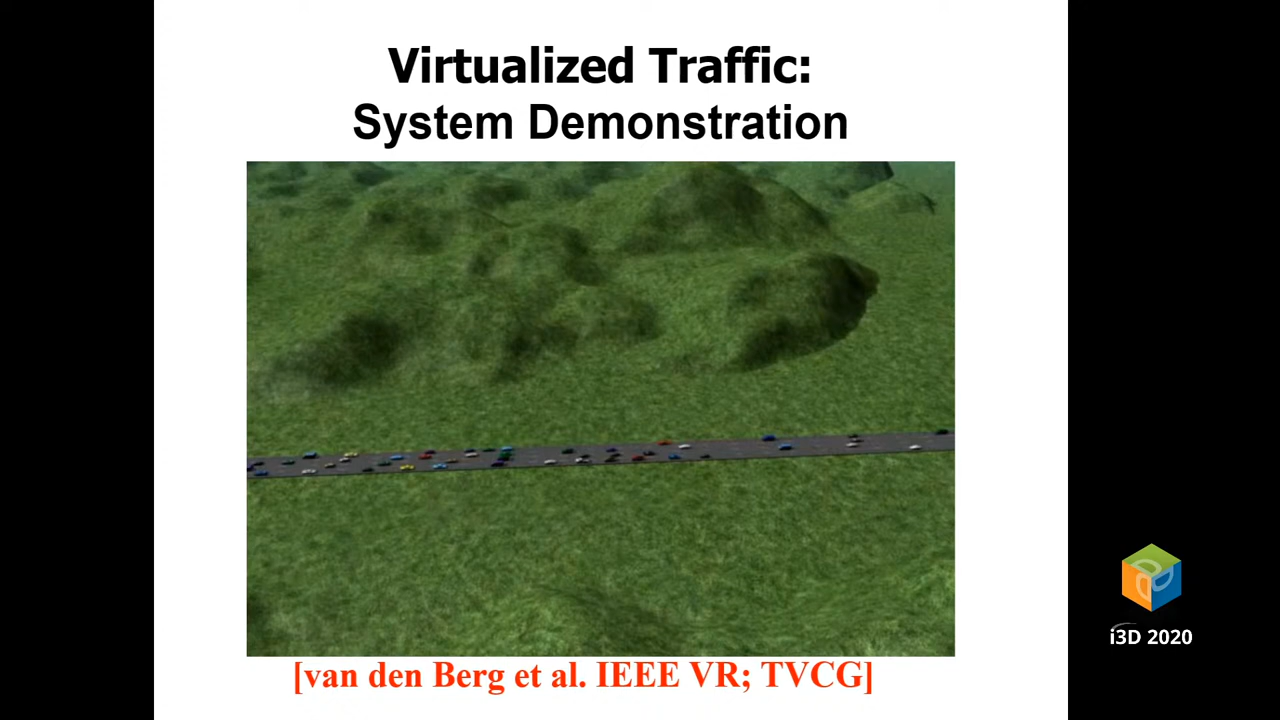 Virtualized Traffic:
System Demonstration
[van den Berg et al. IEEE VR; TVCG]
i3D 2020